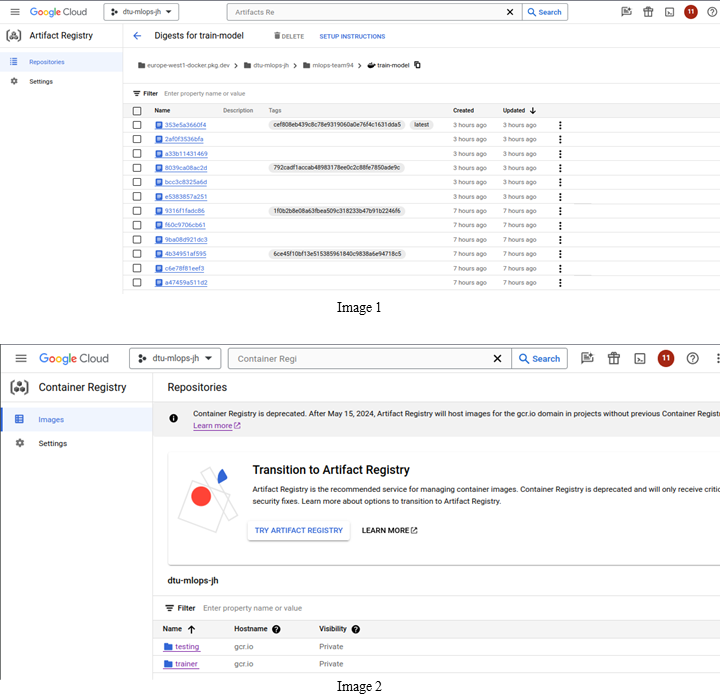 Google Cloud dtu-mlops-jh Artifacts Re Search 11
Artifact Registry Digests for train-model DELETE SETUP INSTRUCTIONS
Repositories
europe-west1-docker.pkg.dev > dtu-mlops-jh > mlops-team94 > train-model
Settings
Filter Enter property name or value
Name Description Tags Created Updated
353e5a3660f4 cef808eb439c8c78e9319060a0e76f4c1631dda5 latest 3 hours ago 3 hours ago
2af0f3536bfa 3 hours ago 3 hours ago
a33b11431469 3 hours ago 3 hours ago
8039ca08ac2d 792cadf1accab48983178ee0c2c88fe7850ade9c 3 hours ago 3 hours ago
bcc3c8325a6d 3 hours ago 3 hours ago
e5383857a251 3 hours ago 3 hours ago
9316f1fadc86 1f0b2b8e08a63fbea509c318233b47b91b2246f6 7 hours ago 7 hours ago
f60c9706cb61 7 hours ago 7 hours ago
9ba08d921dc3 7 hours ago 7 hours ago
4b34951af595 6ce45f10bf13e515385961840c9838a6e94718c5 7 hours ago 7 hours ago
c6e78f81eef3 7 hours ago 7 hours ago
a47459a511d2 7 hours ago 7 hours ago
Image 1
Google Cloud dtu-mlops-jh Container Regi Search 11
Container Registry Repositories
Images
Container Registry is deprecated. After May 15, 2024, Artifact Registry will host images for the gcr.io domain in projects without previous Container Regist
Learn more
Settings
Transition to Artifact Registry
Artifact Registry is the recommended service for managing container images. Container Registry is deprecated and will only receive critic
security fixes. Learn more about options to transition to Artifact Registry.
TRY ARTIFACT REGISTRY LEARN MORE
dtu-mlops-jh
Filter Enter property name or value
Name Hostname Visibility
testing gcr.io Private
trainer gcr.io Private
Image 2